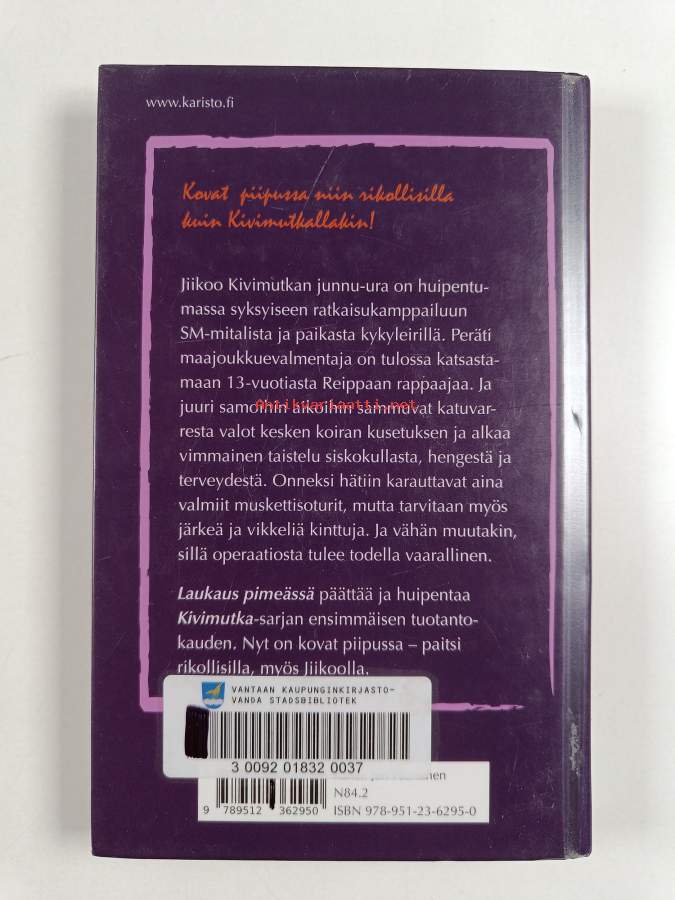 www.karisto.fi
Kovat piipussa niin rikollisilla
kuin Kivimutkallakin!
Jiikoo Kivimutkan junnu-ura on huipentu-
massa syksyiseen ratkaisukamppailuun
SM-mitalista ja paikasta kykyleirillä. Peräti
maajoukkuevalmentaja on tulossa katsasta-
maan 13-vuotiasta Reippaan rappaajaa. Ja
juuri samoihin aikoihin sammuvat katuvar-
Antikvariaatti.net
resta valot kesken koiran kusetuksen ja alkaa
vimmainen taistelu siskokullasta, hengestä ja
terveydestä. Onneksi hätiin karauttavat aina
valmiit muskettisoturit, mutta tarvitaan myös
järkeä ja vikkeliä kinttuja. Ja vähän muutakin,
sillä operaatiosta tulee todella vaarallinen.
Laukaus pimeässä päättää ja huipentaa
Kivimutka-sarjan ensimmäisen tuotanto-
kauden. Nyt on kovat piipussa – paitsi
rikollisilla, myös Jiikoolla.
VANTAAN KAUPUNGINKIRJASTO-
VANDA STADSBIBLIOTEK
3 0092 01832 0037
N84.2
9 789512 362950 ISBN 978-951-23-6295-0